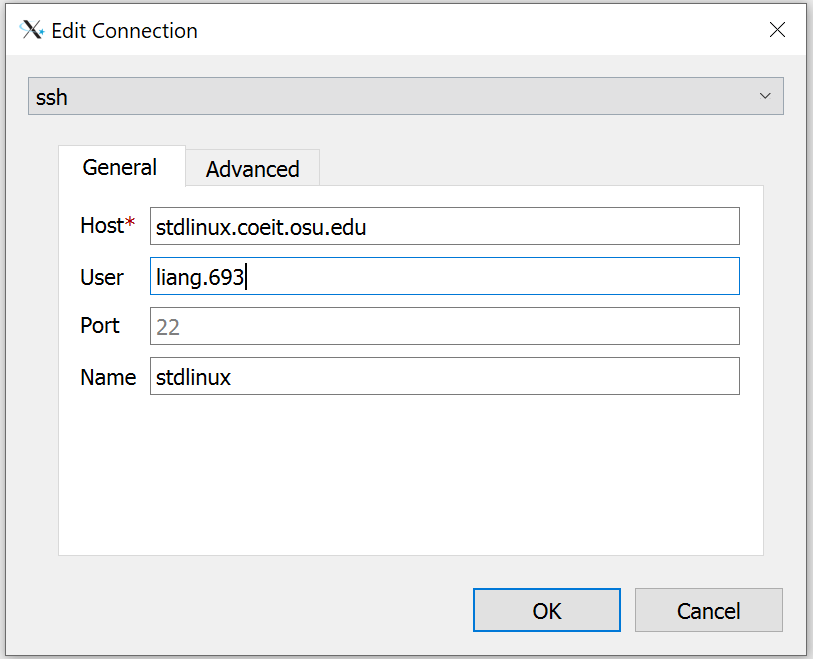 Edit Connection
ssh
General Advanced
Host* stdlinux.coeit.osu.edu
User liang.693
Port 22
Name stdlinux
OK Cancel